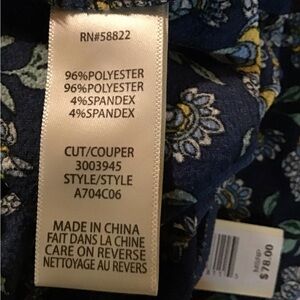 RN#58822
96%POLYESTER
96%POLYESTER
4%SPANDEX
4%SPANDEX
CUT/COUPER
3003945
STYLE/STYLE
A704C06
MADE IN CHINA
FAIT DANS LA CHINE
CARE ON REVERSE
NETTOYAGE AU REVERS
$78.00